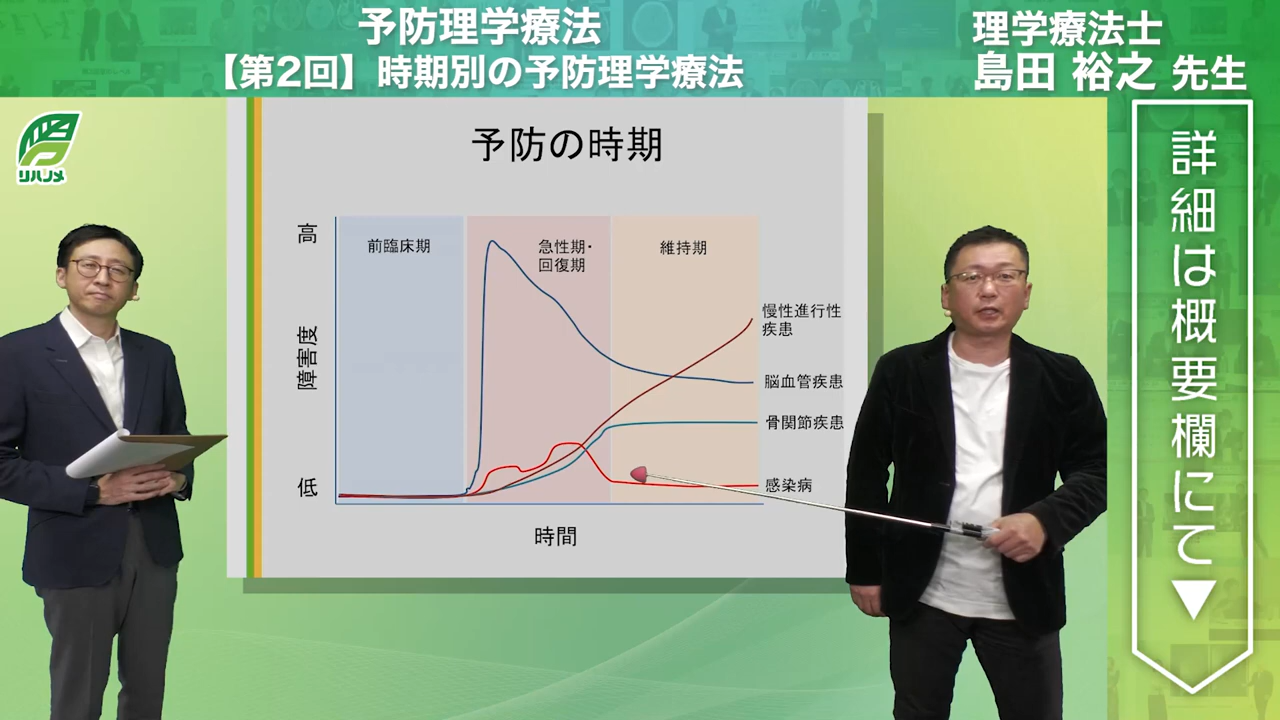 予防理学療法
【第2回】時期別の予防理学療法
理学療法士
島田 裕之 先生
リハノメ
予防の時期
高
障害度
低
前臨床期
急性期・
回復期
維持期
慢性進行性
疾患
脳血管疾患
骨関節疾患
感染病
時間
詳細は概要欄にて▼